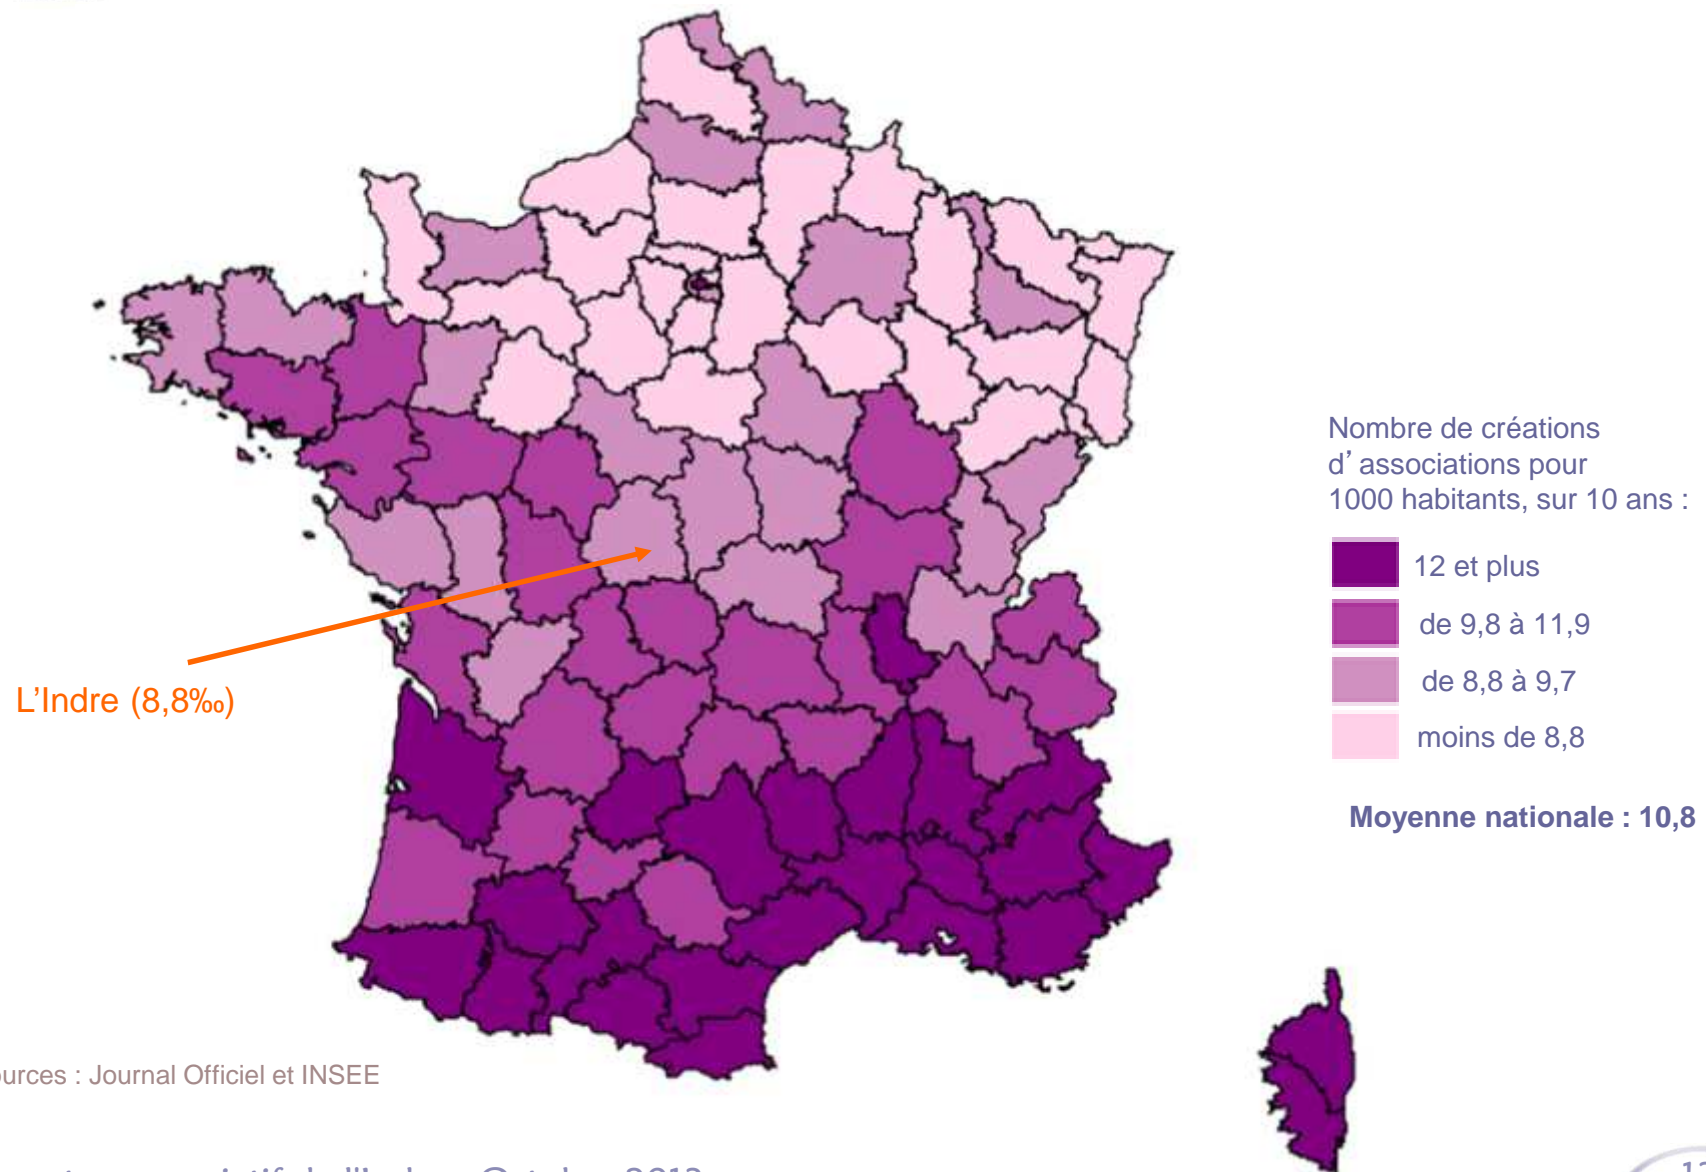 Nombre de créations
d’associations pour
1000 habitants, sur 10 ans :
12 et plus
de 9,8 à 11,9
de 8,8 à 9,7
moins de 8,8
Moyenne nationale : 10,8
L'Indre (8,8‰)
: Journal Officiel et INSEE